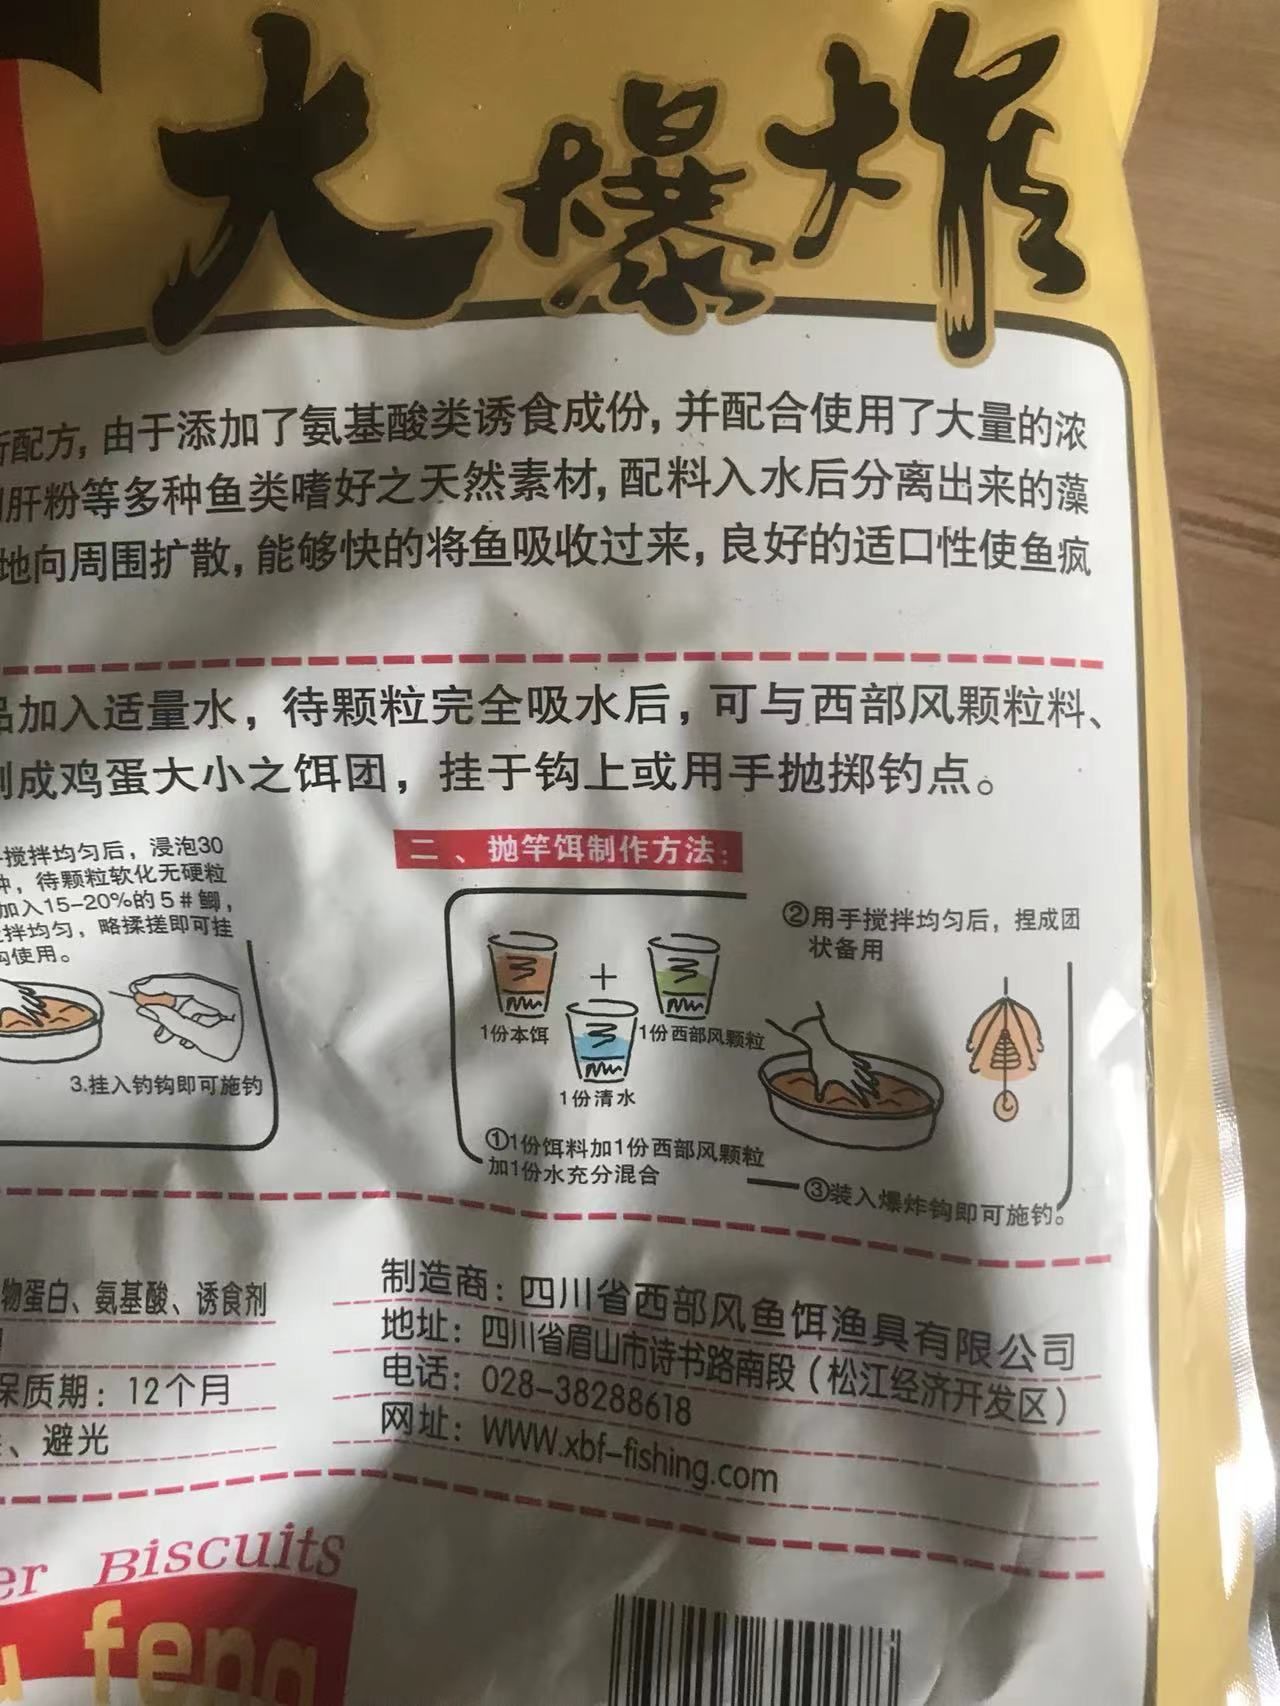 大爆炸
配方，由于添加了氨基酸类诱食成份，并配合使用了大量的浓
肝粉等多种鱼类嗜好之天然素材，配料入水后分离出来的藻
地向周围扩散，能够快的将鱼吸收过来，良好的适口性使鱼疯
品加入适量水，待颗粒完全吸水后，可与西部风颗粒料、
制成鸡蛋大小之饵团，挂于钩上或用手抛掷钓点。
搅拌均匀后，浸泡30
钟，待颗粒软化无硬粒
加入15-20%的5#鲫，
拌均匀，略揉搓即可挂
钩使用。
3.挂入钓钩即可施钓
二、抛竿饵制作方法：
1份本饵
+
1份西部风颗粒
1份清水
①1份饵料加1份西部风颗粒
加1份水充分混合
②用手搅拌均匀后，捏成团
状备用
③装入爆炸钩即可施钓。
物蛋白、氨基酸、诱食剂
保质期：12个月
、避光
制造商：四川省西部风鱼饵渔具有限公司
地址：四川省眉山市诗书路南段（松江经济开发区）
电话：028-38288618
网址：WWW.xbf-fishing.com
er Biscuits
feng